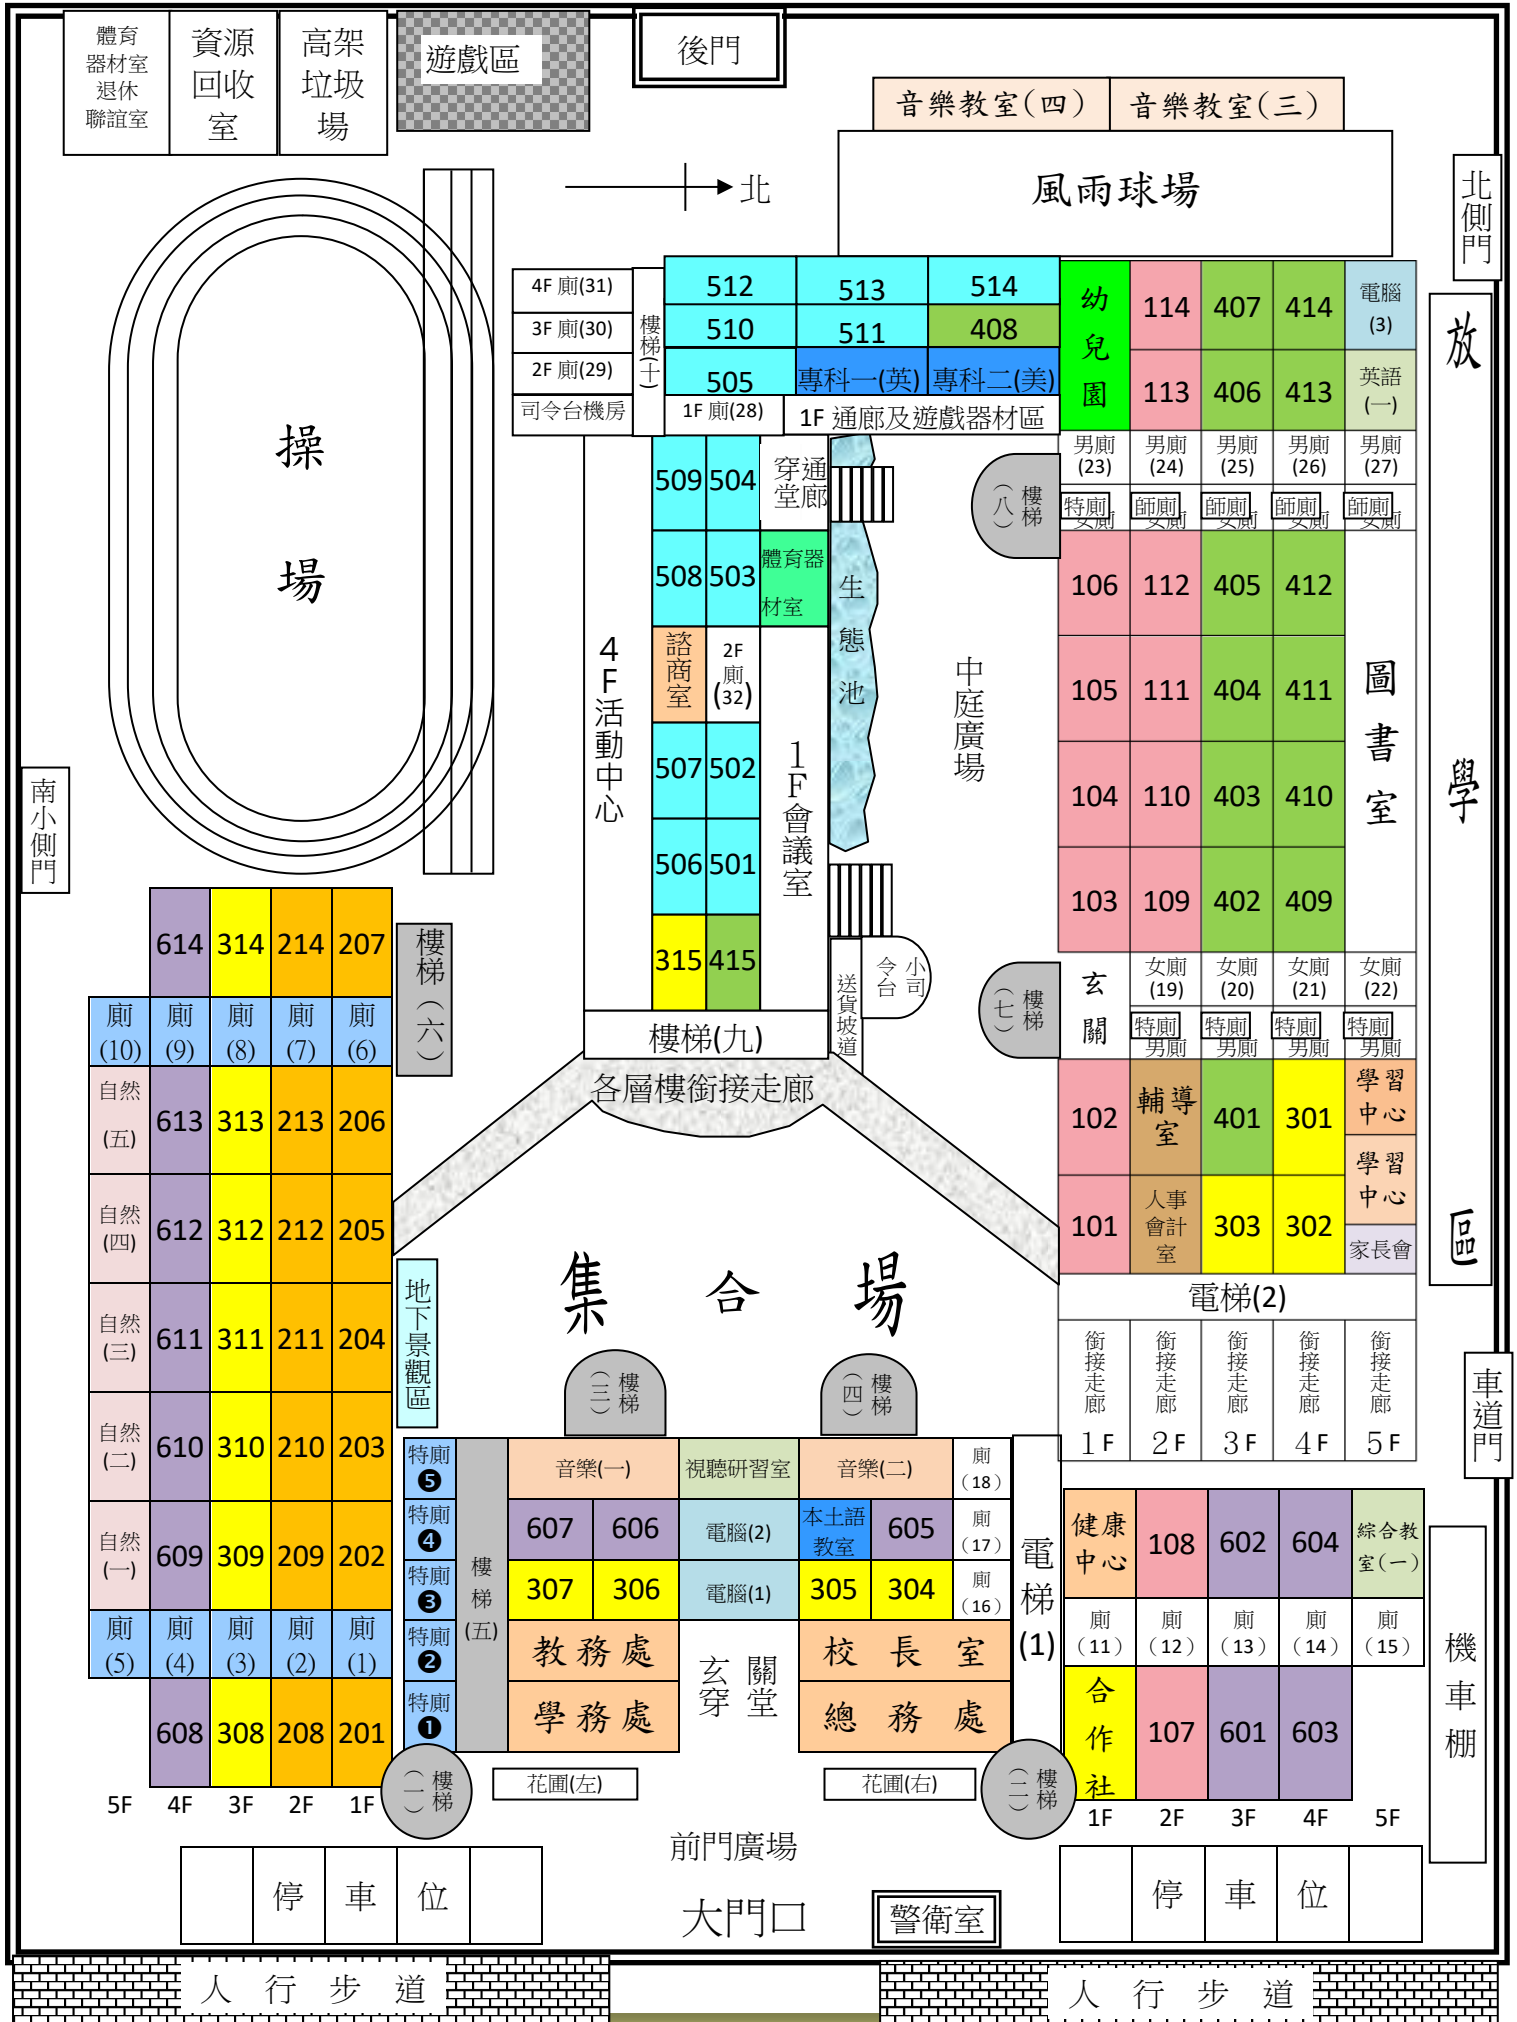 體育
器材室
退休
聯誼室
資源
回收
室
高架
垃圾
場
遊戲區
後門
音樂教室(四)
音樂教室(三)
風雨球場
北
北側門
放學區
操場
南小側門
4F 廁(31)
3F 廁(30)
2F 廁(29)
司令台機房
樓梯(十)
512 513 514
510 511 408
505 專科一(英) 專科二(美)
1F 廁(28)
1F 通廊及遊戲器材區
幼兒園
114 407 414 電腦(3)
113 406 413 英語(一)
男廁(23) 男廁(24) 男廁(25) 男廁(26) 男廁(27)
特廁 師廁 師廁 師廁 師廁
女廁 女廁 女廁 女廁 女廁
樓梯(八)
106 112 405 412
105 111 404 411
104 110 403 410
103 109 402 409
圖書室
509 504 穿堂通廊
508 503 體育器材室
諮商室 2F廁(32)
507 502
506 501
315 415
4F活動中心
1F會議室
生態池
中庭廣場
送貨坡道
小司令台
樓梯(九)
各層樓銜接走廊
樓梯(七)
玄關
女廁(19) 女廁(20) 女廁(21) 女廁(22)
特廁 特廁 特廁 特廁
男廁 男廁 男廁 男廁
102 輔導室 401 301 學習中心
學習中心
101 人事會計室 303 302 家長會
電梯(2)
銜接走廊 銜接走廊 銜接走廊 銜接走廊 銜接走廊
1F 2F 3F 4F 5F
車道門
614 314 214 207
樓梯(六)
廁(10) 廁(9) 廁(8) 廁(7) 廁(6)
自然(五) 613 313 213 206
自然(四) 612 312 212 205
自然(三) 611 311 211 204
自然(二) 610 310 210 203
自然(一) 609 309 209 202
廁(5) 廁(4) 廁(3) 廁(2) 廁(1)
608 308 208 201
5F 4F 3F 2F 1F
地下景觀區
集合場
樓梯(三)
樓梯(四)
特廁❺ 音樂(一) 視聽研習室 音樂(二) 廁(18)
特廁❹ 607 606 電腦(2) 本土語教室 605 廁(17)
特廁❸ 307 306 電腦(1) 305 304 廁(16)
特廁❷ 教務處 校長室
特廁❶ 學務處 總務處
樓梯(五)
玄關
穿堂
電梯(1)
健康中心 108 602 604 綜合教室(一)
廁(11) 廁(12) 廁(13) 廁(14) 廁(15)
合作社 107 601 603
1F 2F 3F 4F 5F
機車棚
樓梯(一)
花圃(左)
花圃(右)
樓梯(二)
前門廣場
大門口
警衛室
停車位
停車位
人行步道
人行步道